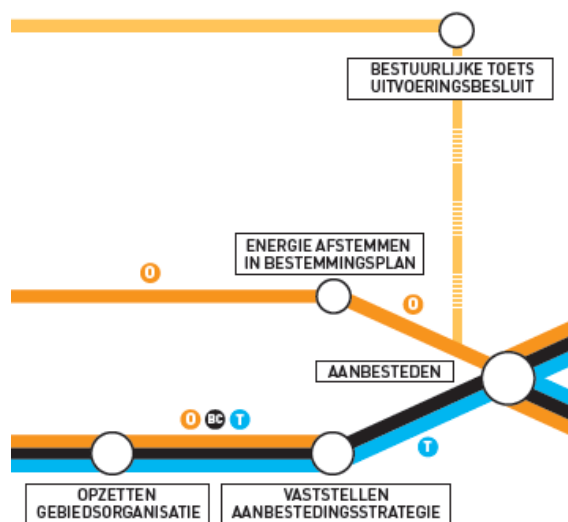 BESTUURLIJKE TOETS
UITVOERINGSBESLUIT
ENERGIE AFSTEMMEN
IN BESTEMMINGSPLAN
O
O
AANBESTEDEN
O BC T
T
OPZETTEN
GEBIEDSORGANISATIE
VASTSTELLEN
AANBESTEDINGSSTRATEGIE